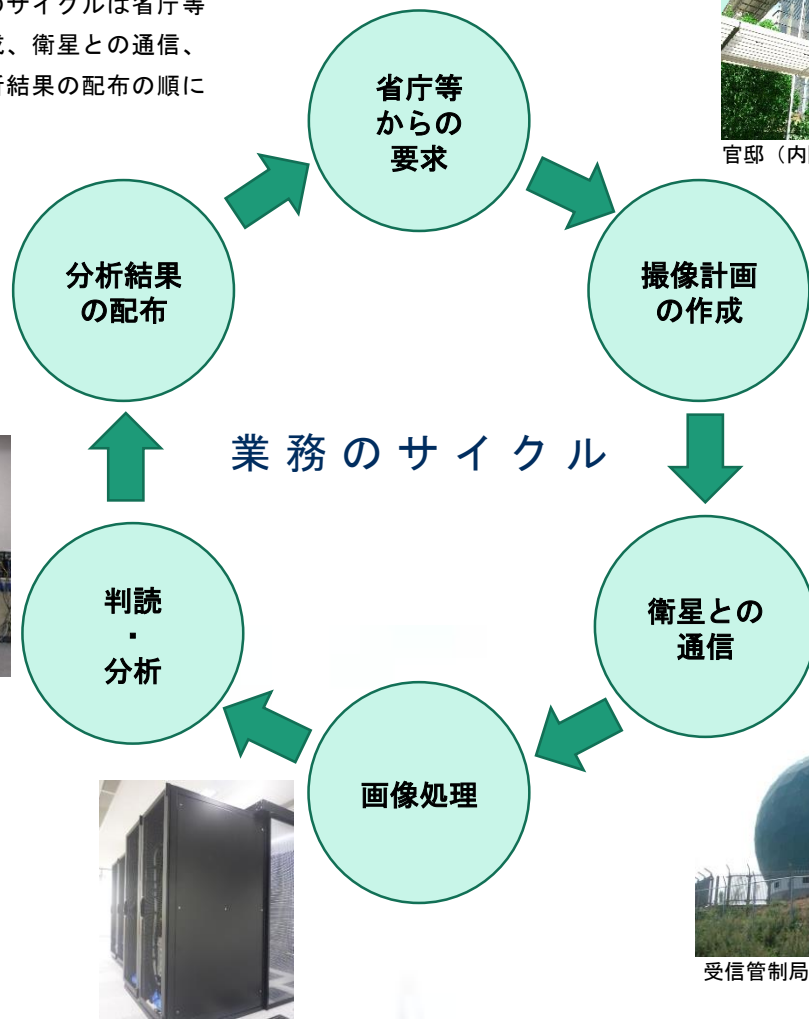 のサイクルは省庁等
、衛星との通信、
結果の配布の順に
省庁等
からの
要求
官邸（内
分析結果
の配布
撮像計画
の作成
業務のサイクル
判読
・
分析
衛星との
通信
画像処理
受信管制局